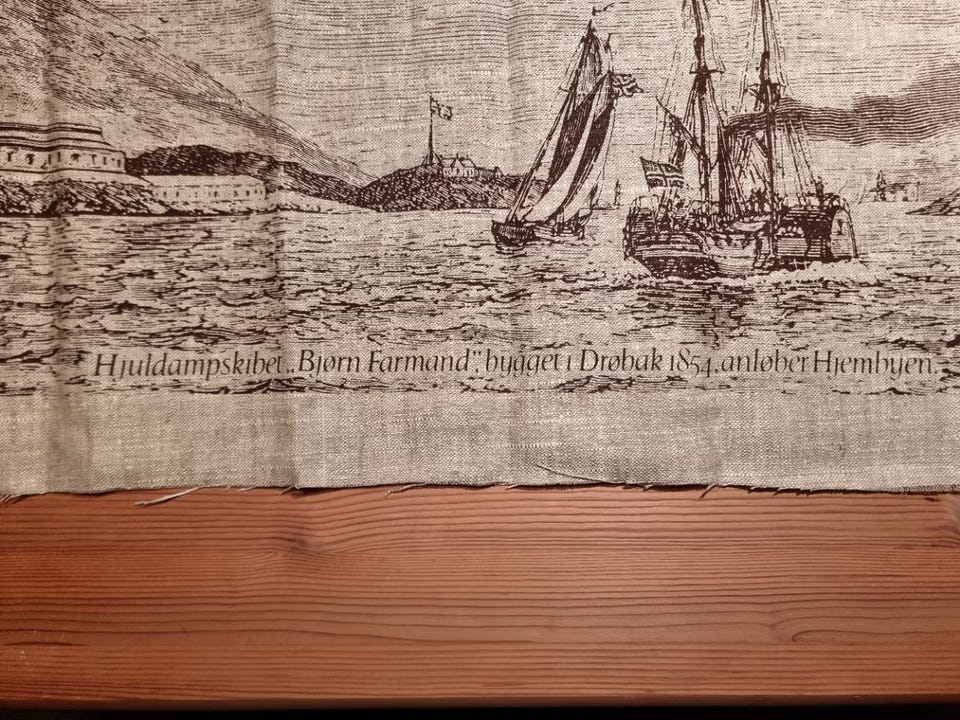 Hjuldampskibet „Bjørn Farmand", bygget i Drøbak 1854, anløber Hjembyen.